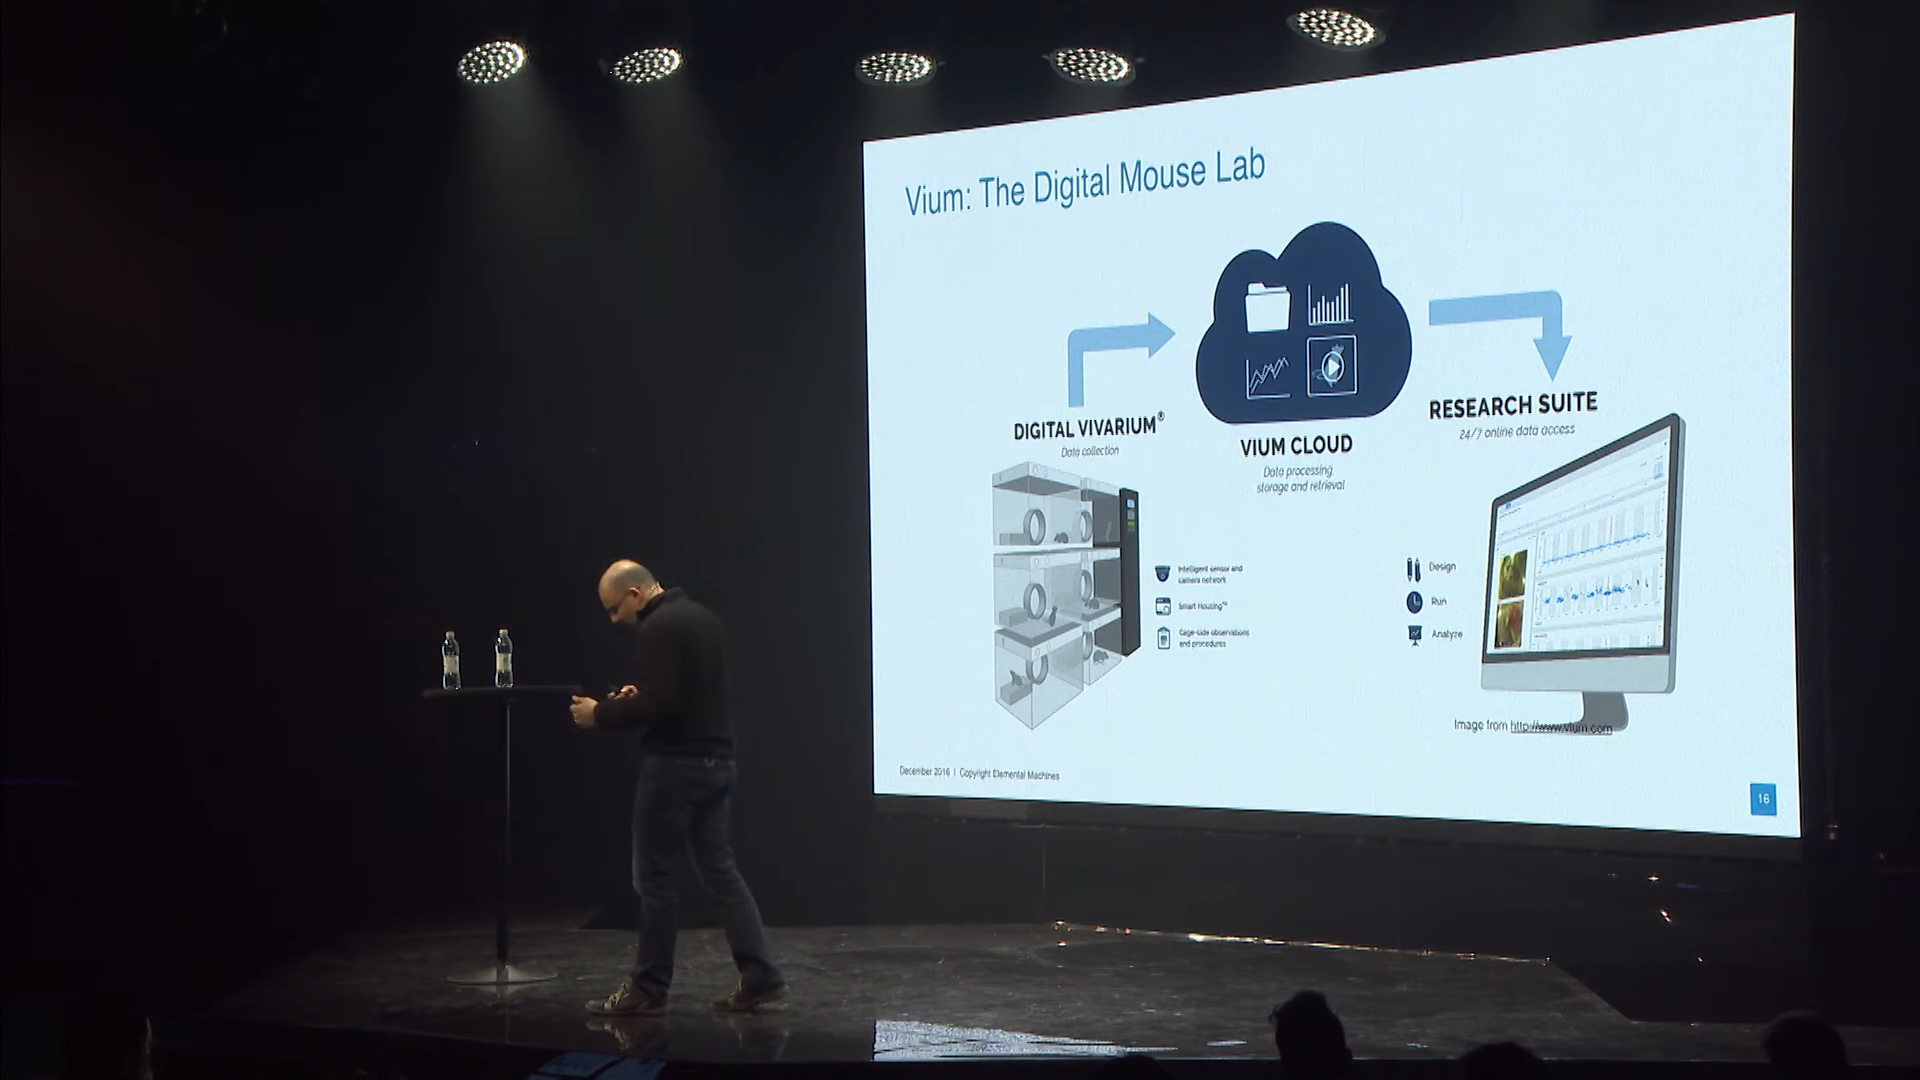 Vium: The Digital Mouse Lab
DIGITAL VIVARIUM®
Data collection
VIUM CLOUD
Data processing,
storage and retrieval
RESEARCH SUITE
24/7 online data access
Intelligent sensor and
camera network
Smart Housing™
Cage-side observations
and procedures
Design
Run
Analyze
Image from http://www.vium.com
December 2016 | Copyright Elemental Machines
16